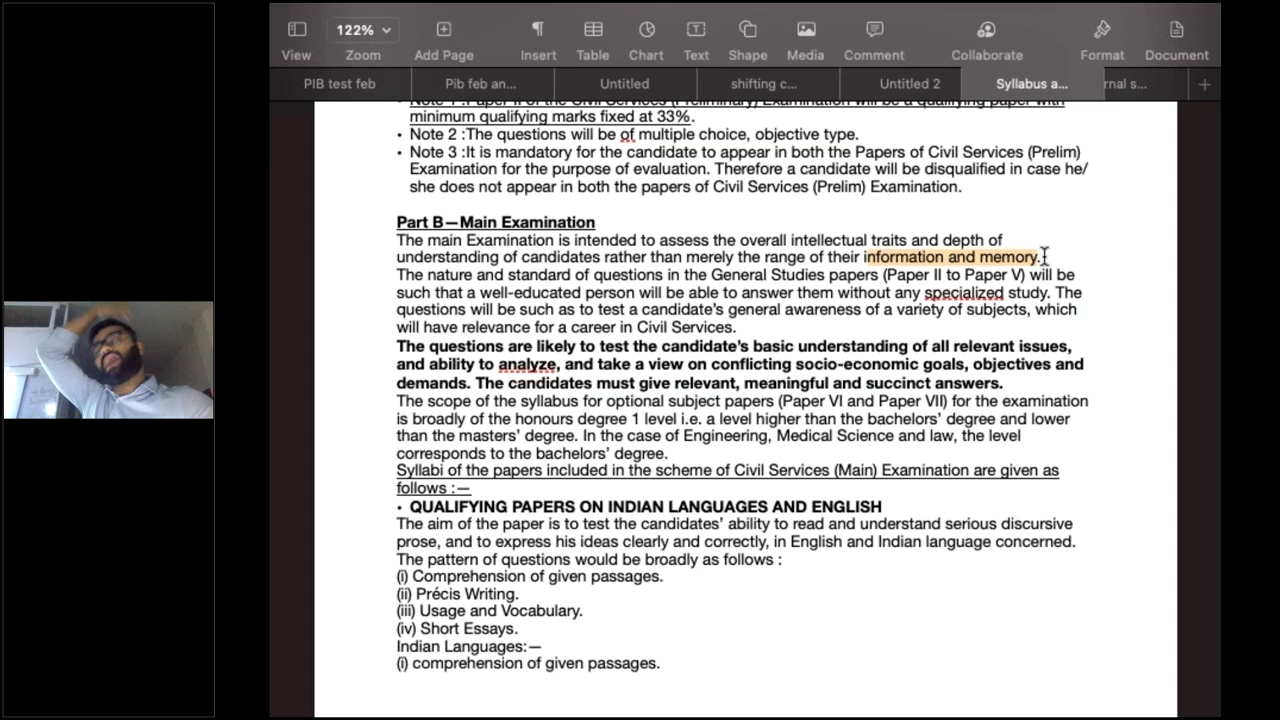 122%
View Zoom Add Page Insert Table Chart Text Shape Media Comment Collaborate Format Document
PIB test feb Pib feb an... Untitled shifting c... Untitled 2 Syllabus a... rnal s...
• Note 1 :Paper II of the Civil Services (Preliminary) Examination will be a qualifying paper with
minimum qualifying marks fixed at 33%.
• Note 2 :The questions will be of multiple choice, objective type.
• Note 3 :It is mandatory for the candidate to appear in both the Papers of Civil Services (Prelim)
Examination for the purpose of evaluation. Therefore a candidate will be disqualified in case he/
she does not appear in both the papers of Civil Services (Prelim) Examination.
Part B—Main Examination
The main Examination is intended to assess the overall intellectual traits and depth of
understanding of candidates rather than merely the range of their information and memory.
The nature and standard of questions in the General Studies papers (Paper II to Paper V) will be
such that a well-educated person will be able to answer them without any specialized study. The
questions will be such as to test a candidate's general awareness of a variety of subjects, which
will have relevance for a career in Civil Services.
The questions are likely to test the candidate's basic understanding of all relevant issues,
and ability to analyze, and take a view on conflicting socio-economic goals, objectives and
demands. The candidates must give relevant, meaningful and succinct answers.
The scope of the syllabus for optional subject papers (Paper VI and Paper VII) for the examination
is broadly of the honours degree 1 level i.e. a level higher than the bachelors' degree and lower
than the masters' degree. In the case of Engineering, Medical Science and law, the level
corresponds to the bachelors' degree.
Syllabi of the papers included in the scheme of Civil Services (Main) Examination are given as
follows :—
• QUALIFYING PAPERS ON INDIAN LANGUAGES AND ENGLISH
The aim of the paper is to test the candidates' ability to read and understand serious discursive
prose, and to express his ideas clearly and correctly, in English and Indian language concerned.
The pattern of questions would be broadly as follows :
(i) Comprehension of given passages.
(ii) Précis Writing.
(iii) Usage and Vocabulary.
(iv) Short Essays.
Indian Languages:—
(i) comprehension of given passages.